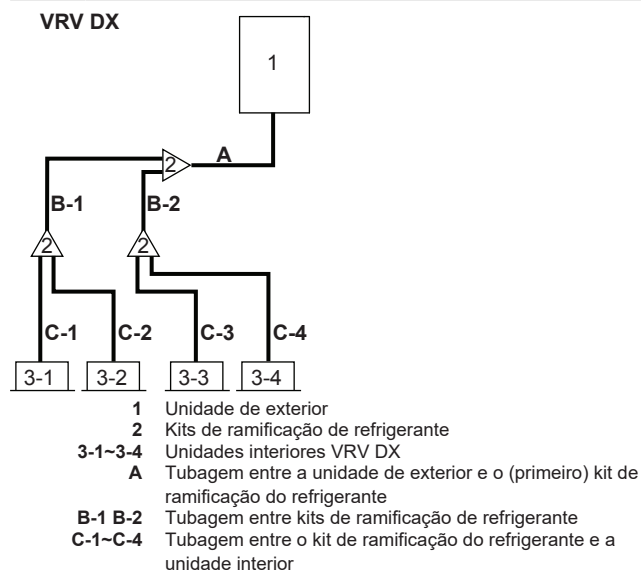 VRV DX
1
2
A
B-1
B-2
2
2
C-1
C-2
C-3
C-4
3-1
3-2
3-3
3-4
1 Unidade de exterior
2 Kits de ramificação de refrigerante
3-1~3-4 Unidades interiores VRV DX
A Tubagem entre a unidade de exterior e o (primeiro) kit de
ramificação do refrigerante
B-1 B-2 Tubagem entre kits de ramificação de refrigerante
C-1~C-4 Tubagem entre o kit de ramificação do refrigerante e a
unidade interior